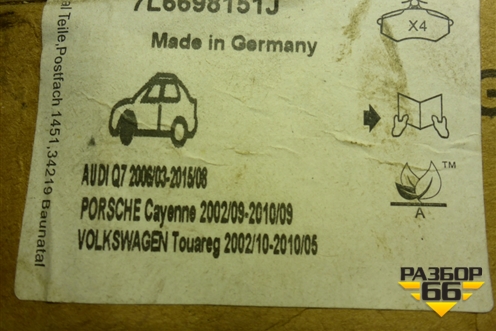 7L6698151J
Made in Germany
X4
al Teile,Postfach 1451,34219 Baunatal
TM
A
AUDI Q7 2006/03-2015/08
PORSCHE Cayenne 2002/09-2010/09
VOLKSWAGEN Touareg 2002/10-2010/05
РАЗБОР
66